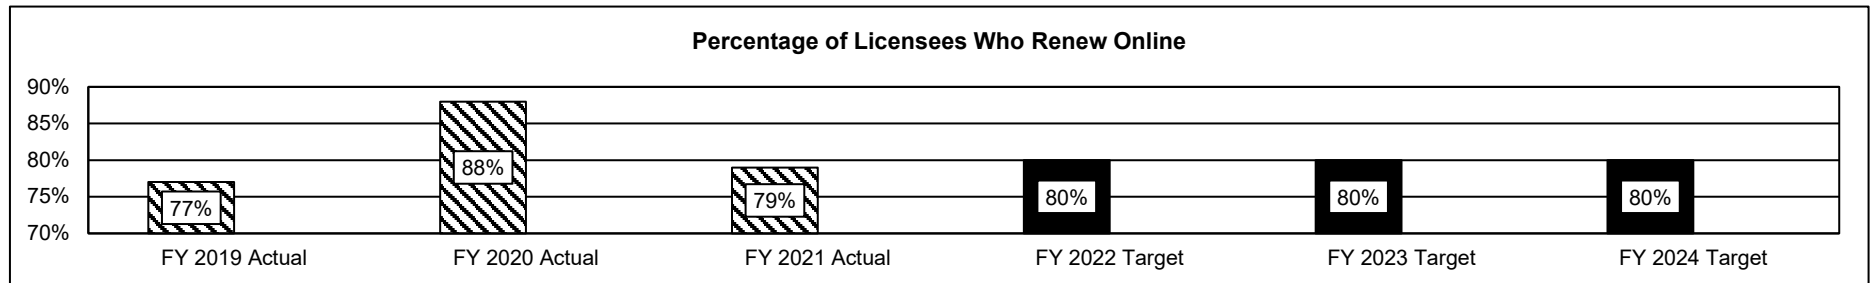 Percentage of Licensees Who Renew Online
90%
85%
80%
75%
70%
77%
88%
79%
80%
80%
80%
FY 2019 Actual
FY 2020 Actual
FY 2021 Actual
FY 2022 Target
FY 2023 Target
FY 2024 Target